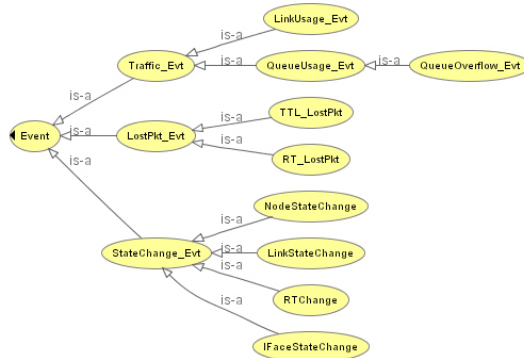 LinkUsage_Evt
is-a
Traffic_Evt
is-a
QueueUsage_Evt
is-a
QueueOverflow_Evt
is-a
TTL_LostPkt
is-a
Event
is-a
LostPkt_Evt
is-a
RT_LostPkt
is-a
NodeStateChange
is-a
StateChange_Evt
is-a
LinkStateChange
is-a
RTChange
is-a
IFaceStateChange